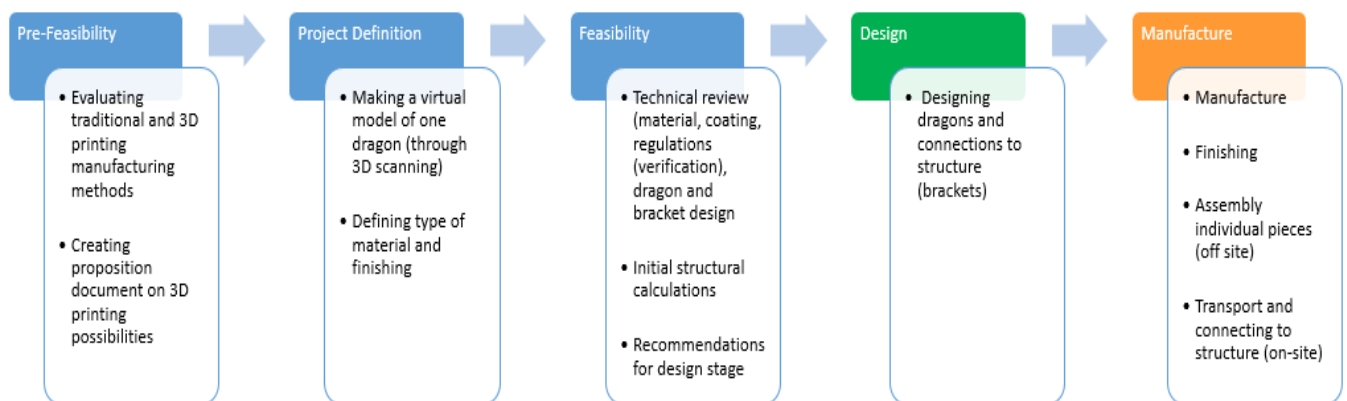 Pre-Feasibility
• Evaluating
traditional and 3D
printing
manufacturing
methods
• Creating
proposition
document on 3D
printing
possibilities
Project Definition
• Making a virtual
model of one
dragon (through
3D scanning)
• Defining type of
material and
finishing
Feasibility
• Technical review
(material, coating,
regulations
(verification),
dragon and
bracket design
• Initial structural
calculations
• Recommendations
for design stage
Design
• Designing
dragons and
connections to
structure
(brackets)
Manufacture
• Manufacture
• Finishing
• Assembly
individual pieces
(off site)
• Transport and
connecting to
structure (on-site)